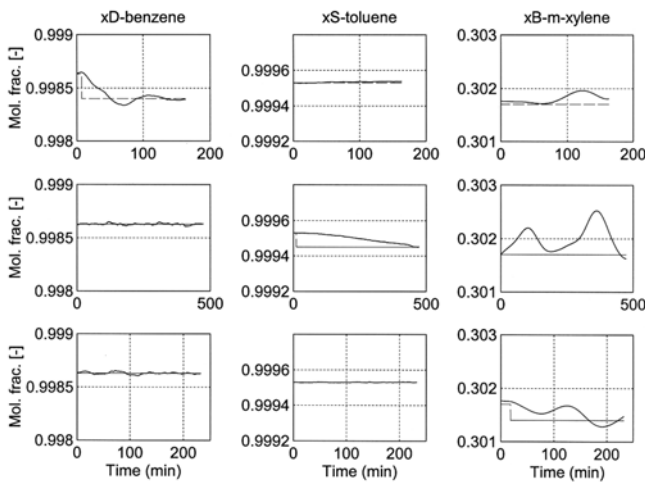 xD-benzene xS-toluene xB-m-xylene
Mol. frac. [-]
0.999 0.9985 0.998
0 100 200
0.9996 0.9994 0.9992
0 100 200
0.303 0.302 0.301
0 100 200
Mol. frac. [-]
0.999 0.9985 0.998
0 500
0.9996 0.9994 0.9992
0 500
0.303 0.302 0.301
0 500
Mol. frac. [-]
0.999 0.9985 0.998
0 100 200
0.9996 0.9994 0.9992
0 100 200
0.303 0.302 0.301
0 100 200
Time (min) Time (min) Time (min)